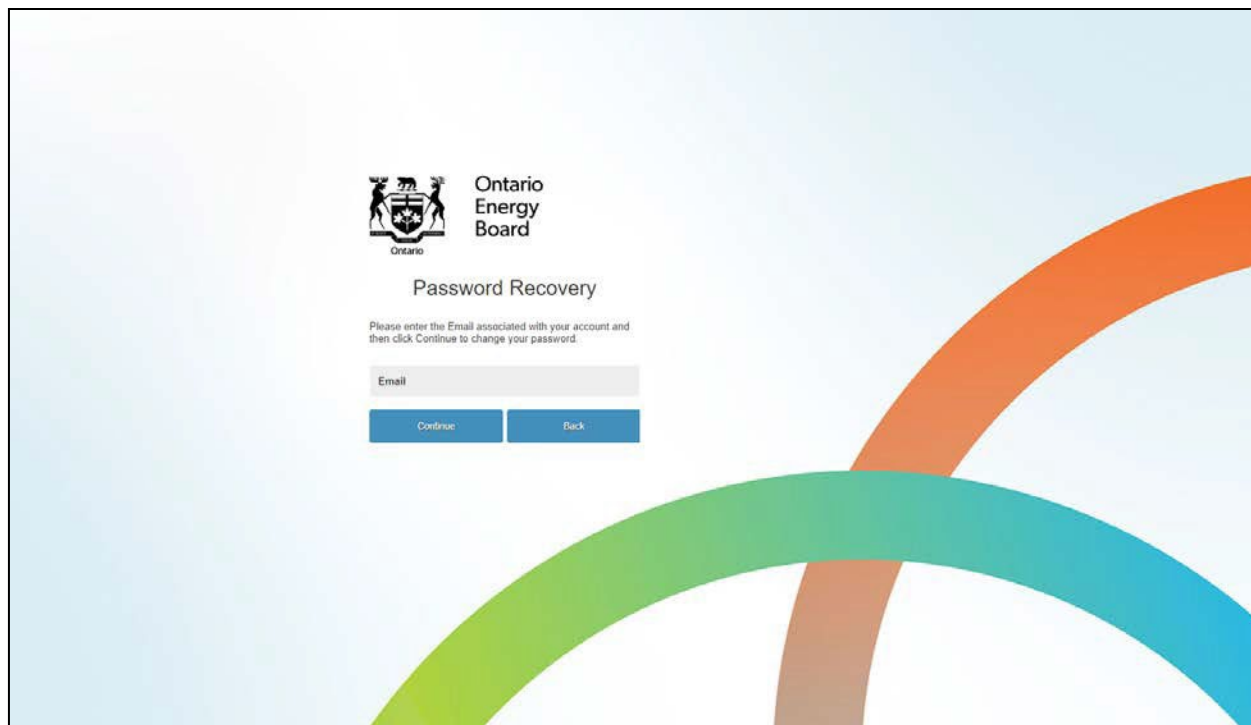 Ontario
Energy
Board
Ontario
Password Recovery
Please enter the Email associated with your account and
then click Continue to change your password.
Email
Continue
Back